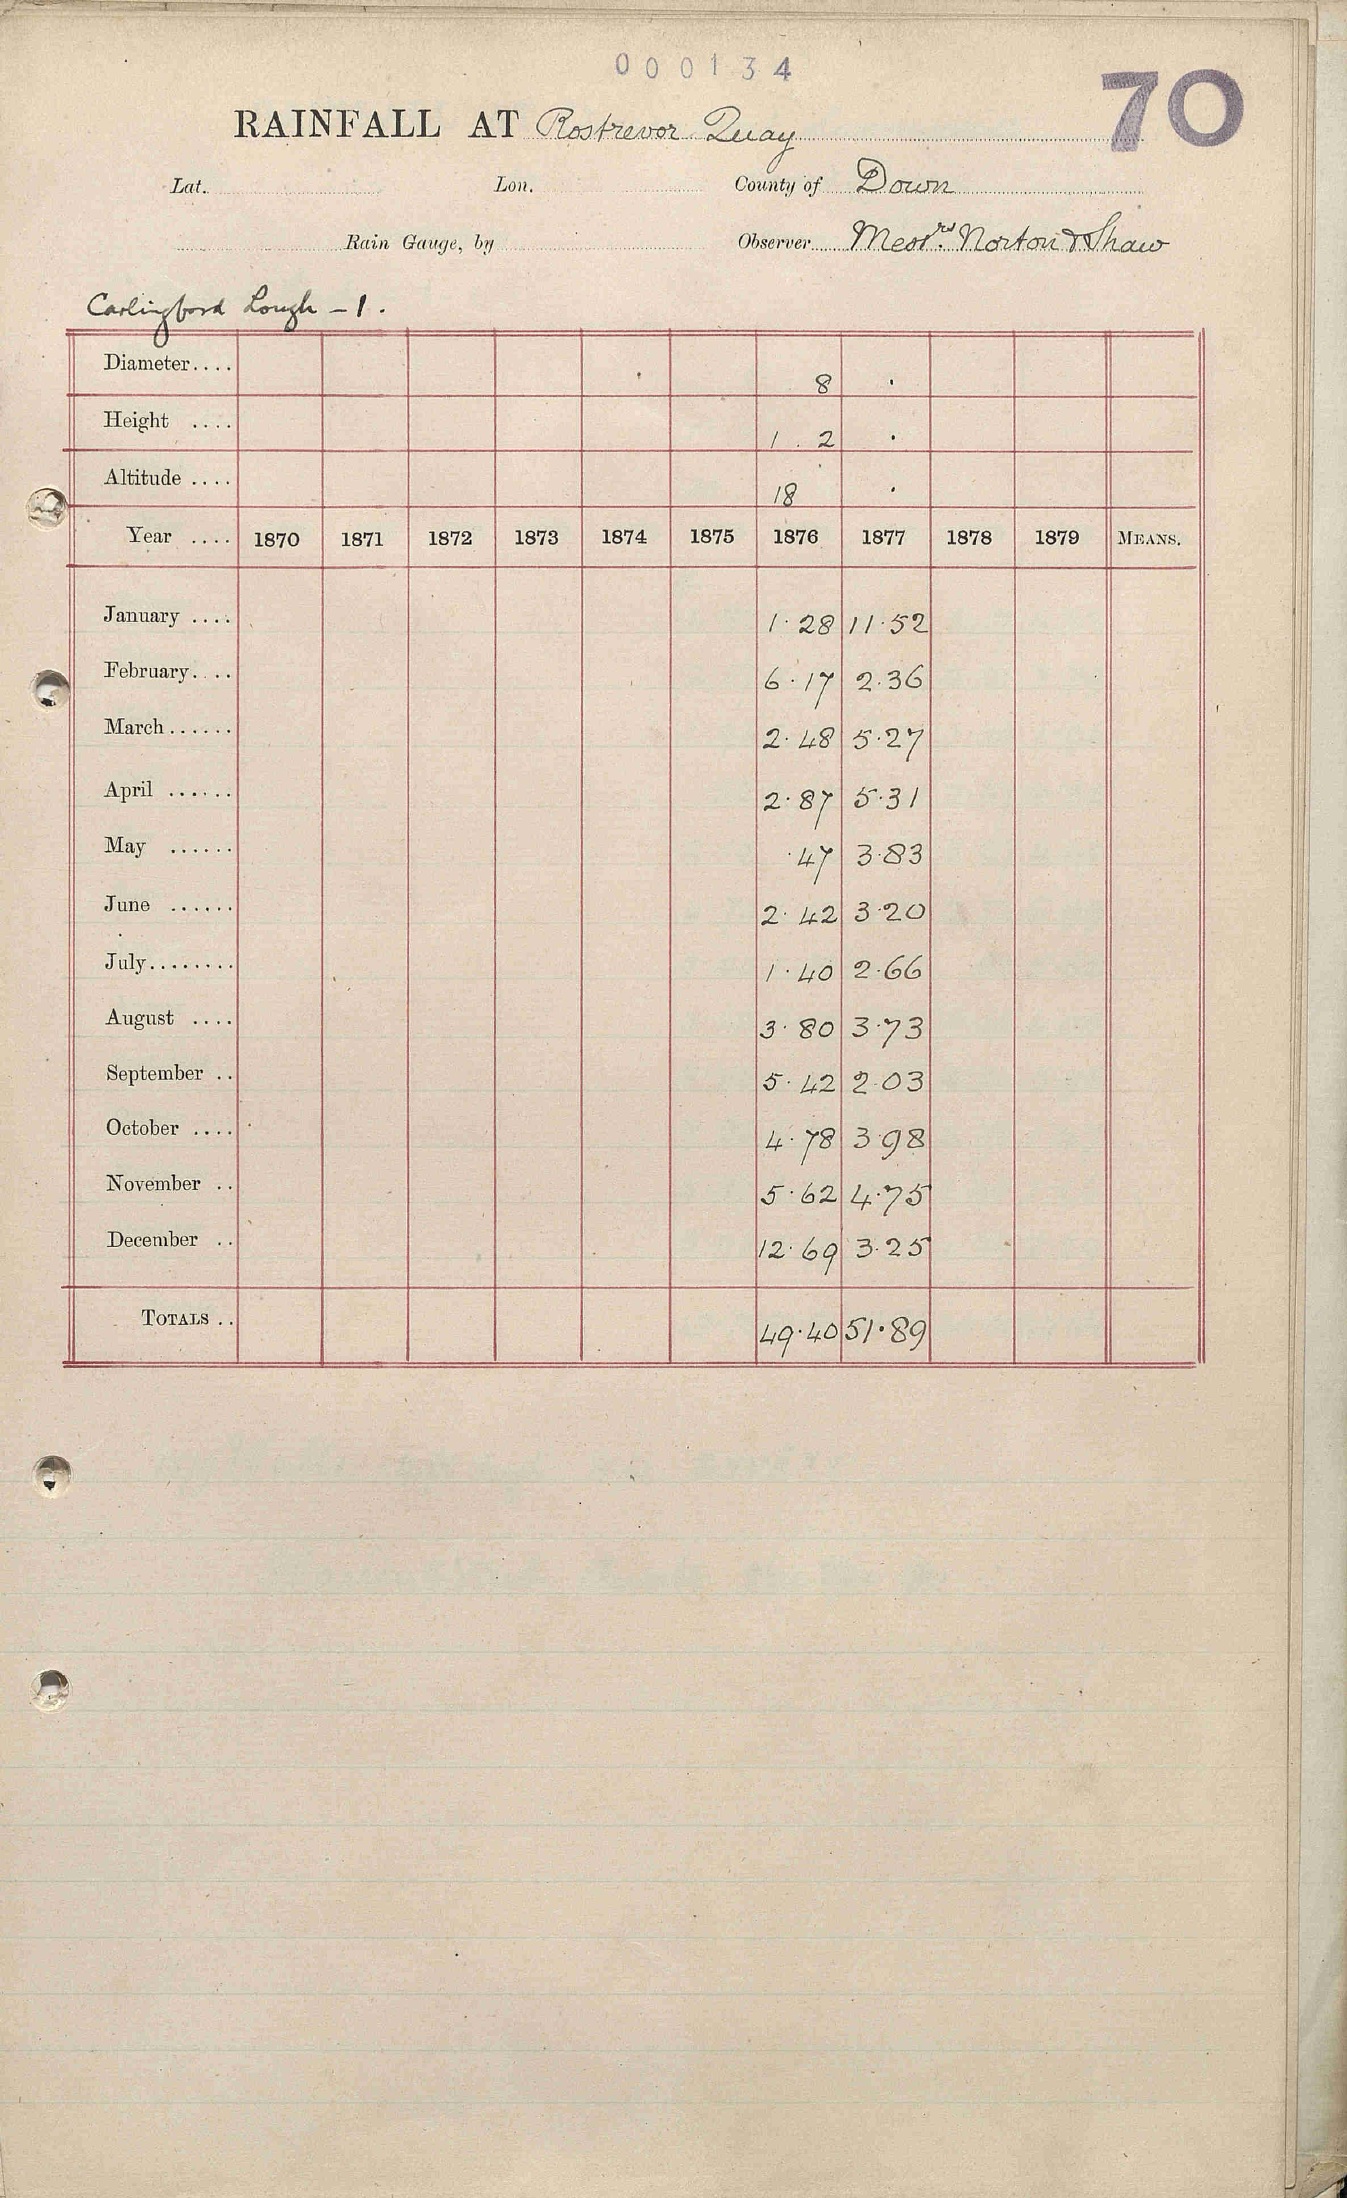 000134
70
RAINFALL AT Rostrevor Quay
Lat. Lon. County of Down
Rain Gauge, by Observer Messrs. Norton & Shaw
Carlingford Lough - 1.
Diameter.... 8 .
Height .... 1 . 2 .
Altitude .... 18 .
Year .... 1870 1871 1872 1873 1874 1875 1876 1877 1878 1879 MEANS.
January .... 1.28 11.52
February.... 6.17 2.36
March...... 2.48 5.27
April ...... 2.87 5.31
May ...... .47 3.83
June ...... 2.42 3.20
July........ 1.40 2.66
August .... 3.80 3.73
September .. 5.42 2.03
October .... 4.78 3.98
November .. 5.62 4.75
December .. 12.69 3.25
TOTALS .. 49.40 51.89